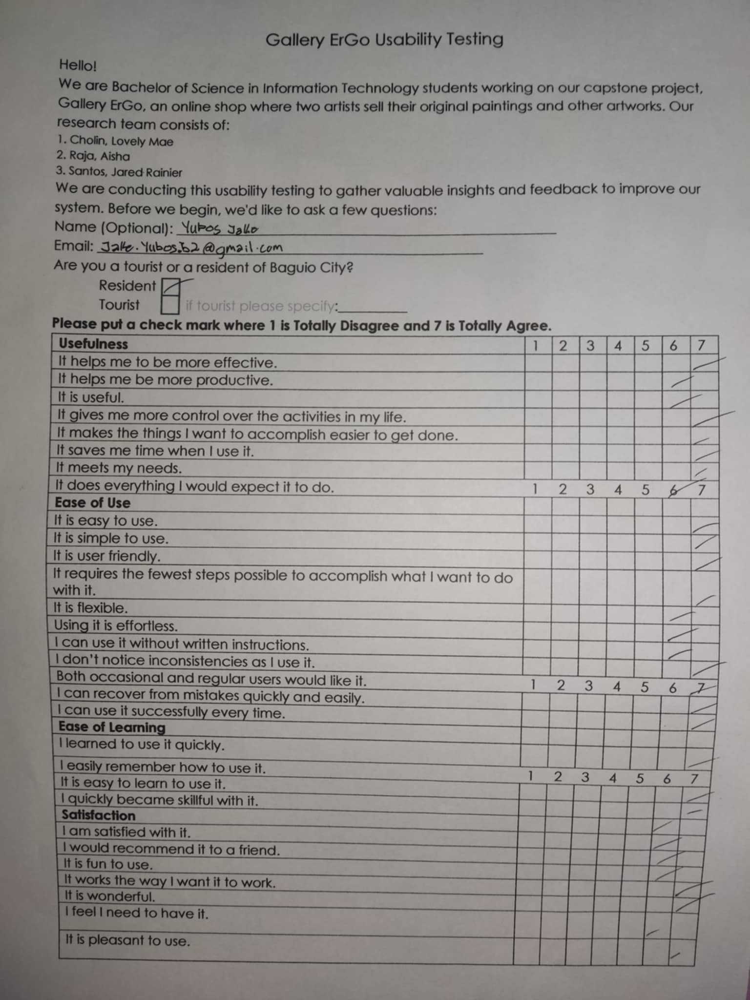 Gallery ErGo Usability Testing
Hello!
We are Bachelor of Science in Information Technology students working on our capstone project,
Gallery ErGo, an online shop where two artists sell their original paintings and other artworks. Our
research team consists of:
1. Cholin, Lovely Mae
2. Raja, Aisha
3. Santos, Jared Rainier
We are conducting this usability testing to gather valuable insights and feedback to improve our
system. Before we begin, we'd like to ask a few questions:
Name (Optional): Yubos
Email:
Are you a tourist or a resident of Baguio City?
Resident
Tourist if tourist please specify:
Please put a check mark where 1 is Totally Disagree and 7 is Totally Agree.
Usefulness 1 2 3 4 5 6 7
It helps me to be more effective.
It helps me be more productive.
It is useful.
It gives me more control over the activities in my life.
It makes the things I want to accomplish easier to get done.
It saves me time when I use it.
It meets my needs.
It does everything I would expect it to do. 1 2 3 4 5 6 7
Ease of Use
It is easy to use.
It is simple to use.
It is user friendly.
It requires the fewest steps possible to accomplish what I want to do
with it.
It is flexible.
Using it is effortless.
I can use it without written instructions.
I don't notice inconsistencies as I use it.
Both occasional and regular users would like it. 1 2 3 4 5 6 7
I can recover from mistakes quickly and easily.
I can use it successfully every time.
Ease of Learning
I learned to use it quickly.
I easily remember how to use it. 1 2 3 4 5 6 7
It is easy to learn to use it.
I quickly became skillful with it.
Satisfaction
I am satisfied with it.
I would recommend it to a friend.
It is fun to use.
It works the way I want it to work.
It is wonderful.
I feel I need to have it.
It is pleasant to use.